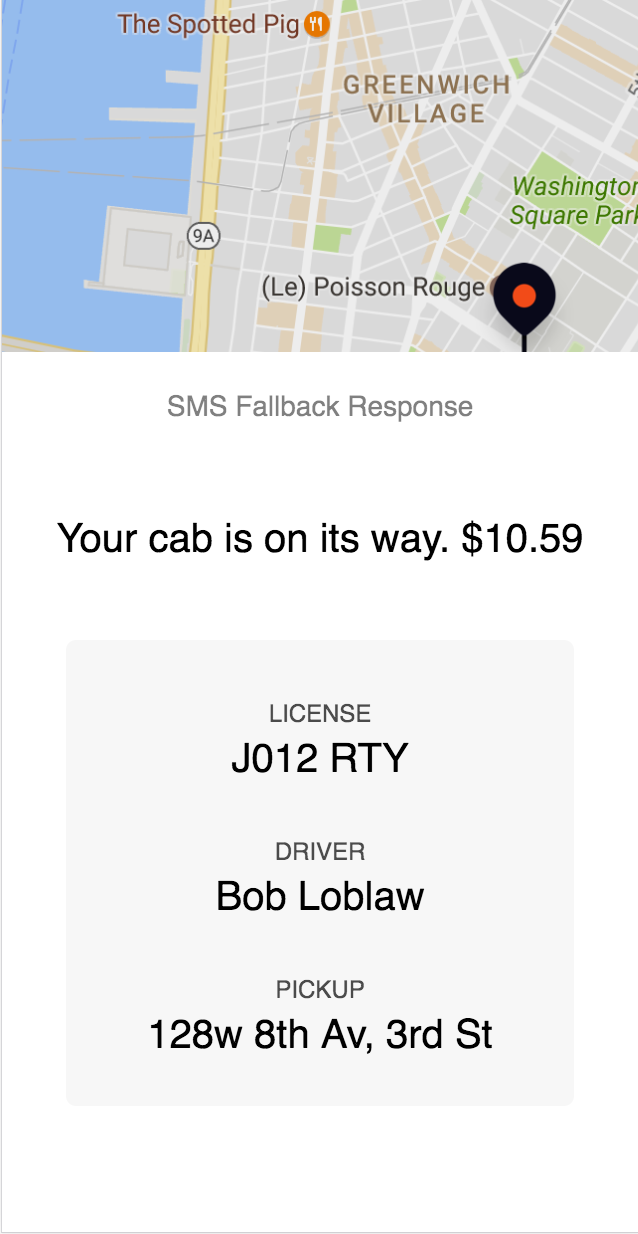 The Spotted Pig
GREENWICH
VILLAGE
Washington
Square Park
9A
(Le) Poisson Rouge
SMS Fallback Response
Your cab is on its way. $10.59
LICENSE
J012 RTY
DRIVER
Bob Loblaw
PICKUP
128w 8th Av, 3rd St